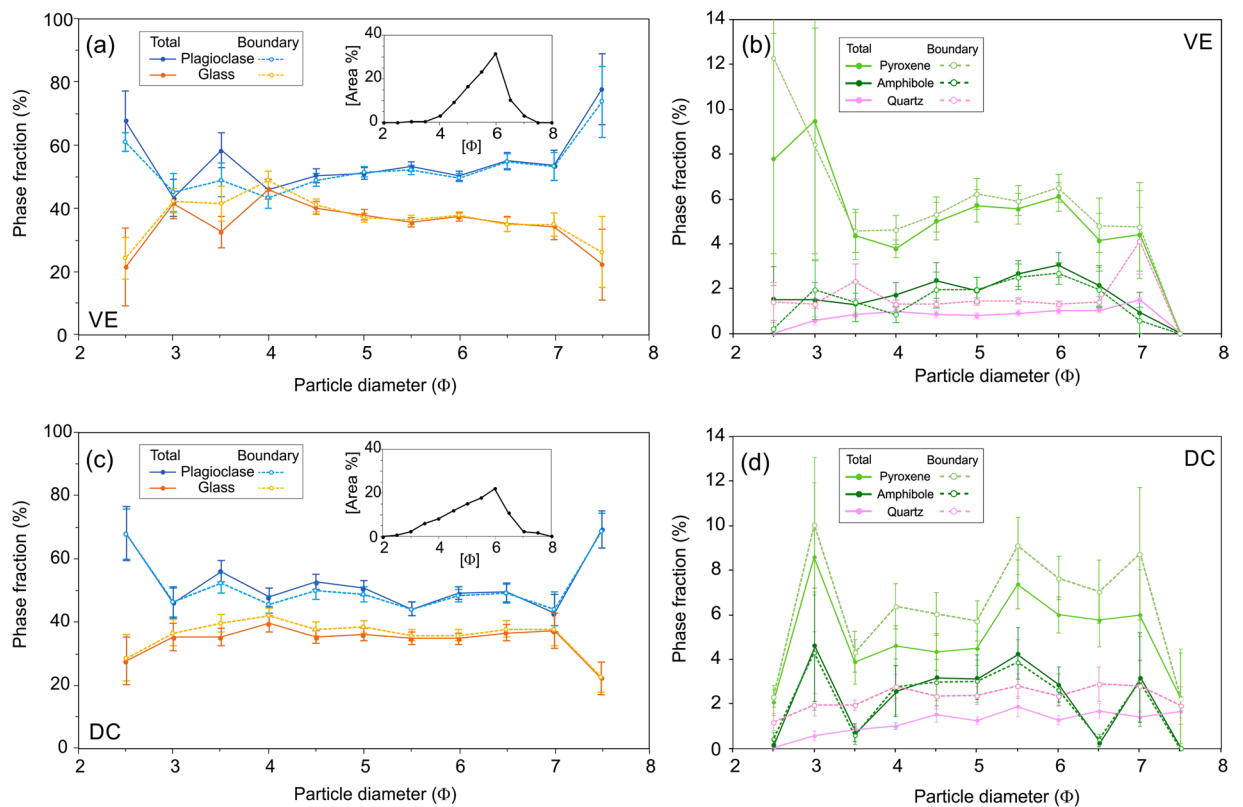 (a)
Total Boundary
Plagioclase
Glass
[Area %]
40
20
0
2 4 6 8
[Φ]
Phase fraction (%)
100
80
60
40
20
0
VE
2 3 4 5 6 7 8
Particle diameter (Φ)
(b)
VE
Total Boundary
Pyroxene
Amphibole
Quartz
Phase fraction (%)
14
12
10
8
6
4
2
0
2 3 4 5 6 7 8
Particle diameter (Φ)
(c)
Total Boundary
Plagioclase
Glass
[Area %]
40
20
0
2 4 6 8
[Φ]
Phase fraction (%)
100
80
60
40
20
0
DC
2 3 4 5 6 7 8
Particle diameter (Φ)
(d)
DC
Total Boundary
Pyroxene
Amphibole
Quartz
Phase fraction (%)
14
12
10
8
6
4
2
0
2 3 4 5 6 7 8
Particle diameter (Φ)